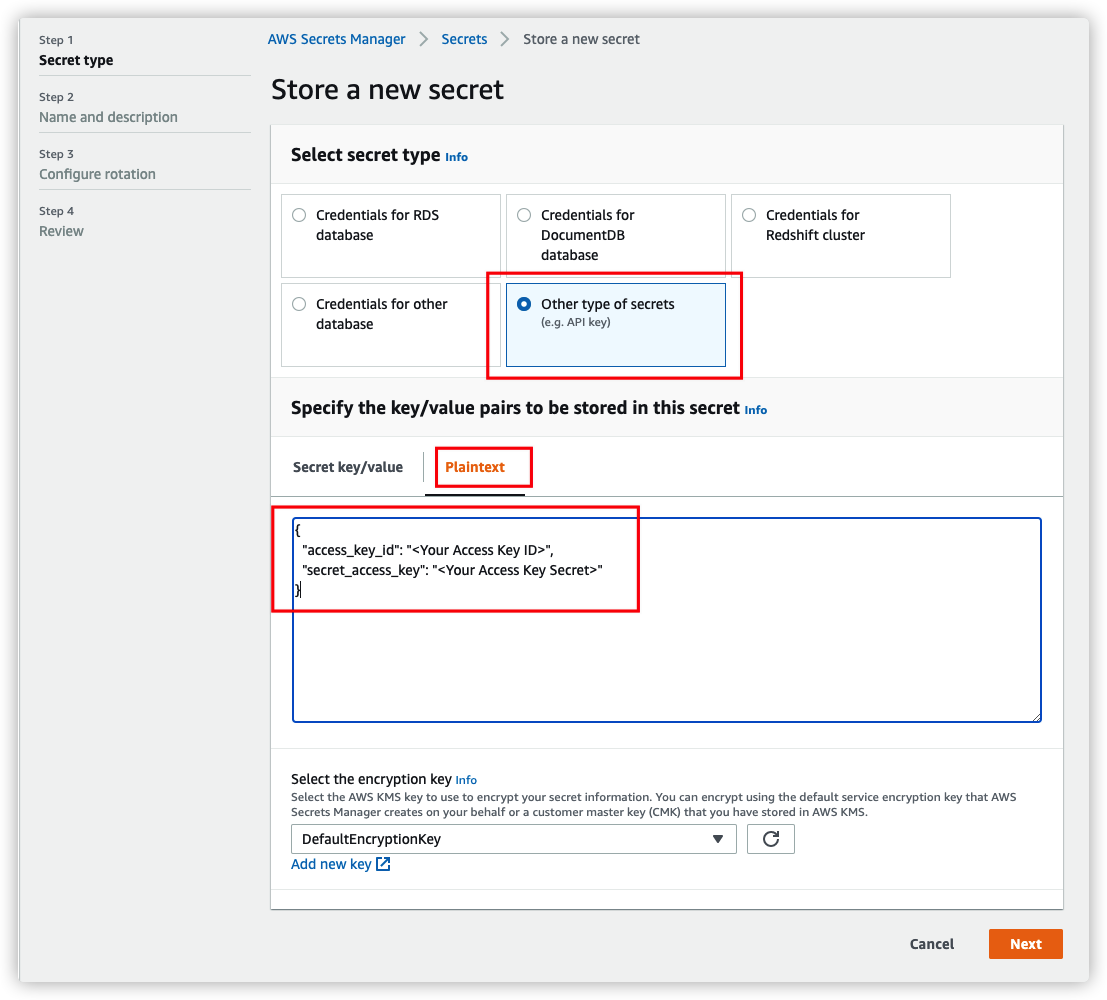 Step 1
Secret type
Step 2
Name and description
Step 3
Configure rotation
Step 4
Review
AWS Secrets Manager > Secrets > Store a new secret
Store a new secret
Select secret type Info
Credentials for RDS
database
Credentials for
DocumentDB
database
Credentials for
Redshift cluster
Credentials for other
database
Other type of secrets
(e.g. API key)
Specify the key/value pairs to be stored in this secret Info
Secret key/value
Plaintext
{
"access_key_id": "<Your Access Key ID>",
"secret_access_key": "<Your Access Key Secret>"
}
Select the encryption key Info
Select the AWS KMS key to use to encrypt your secret information. You can encrypt using the default service encryption key that AWS
Secrets Manager creates on your behalf or a customer master key (CMK) that you have stored in AWS KMS.
DefaultEncryptionKey
Add new key
Cancel
Next